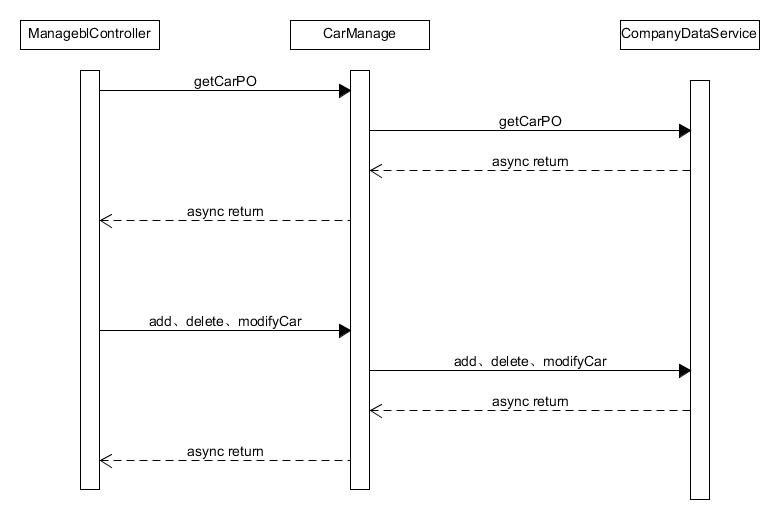 ManageblController
CarManage
CompanyDataService
getCarPO
getCarPO
async return
async return
add、delete、modifyCar
add、delete、modifyCar
async return
async return